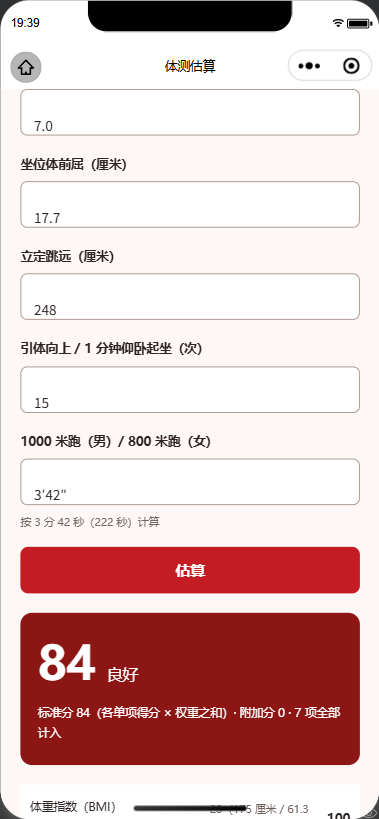 19:39
体测估算
7.0
坐位体前屈（厘米）
17.7
立定跳远（厘米）
248
引体向上 / 1 分钟仰卧起坐（次）
15
1000 米跑（男）/ 800 米跑（女）
3'42"
按 3 分 42 秒（222 秒）计算
估算
84 良好
标准分 84（各单项得分 × 权重之和）· 附加分 0 · 7 项全部
计入
体重指数（BMI）
厘米 / 61.3
100